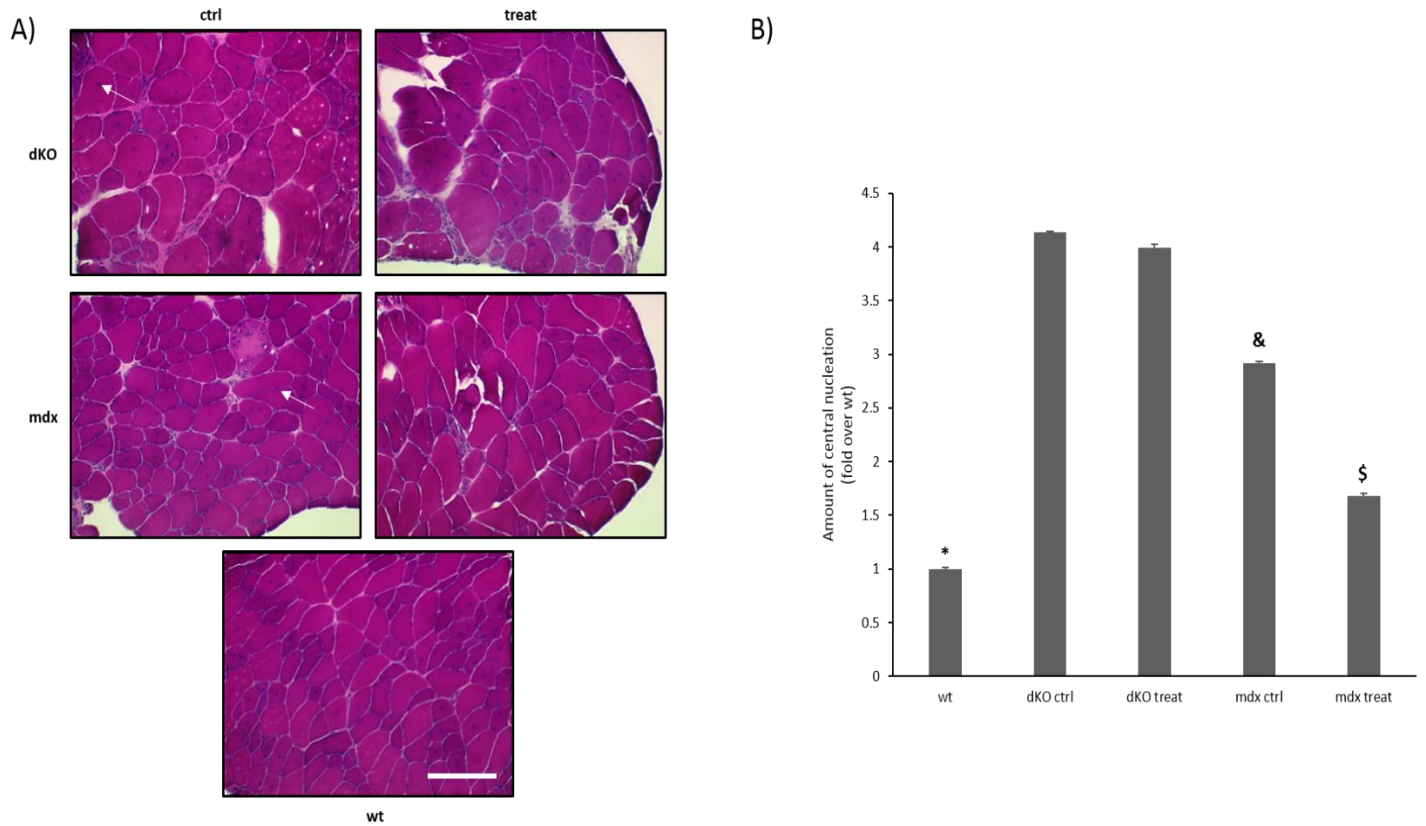 A)
ctrl
treat
dKO
mdx
wt
B)
Amount of central nucleation
(fold over wt)
4.5
4
3.5
3
2.5
2
1.5
1
0.5
0
*
&
$
wt
dKO ctrl
dKO treat
mdx ctrl
mdx treat